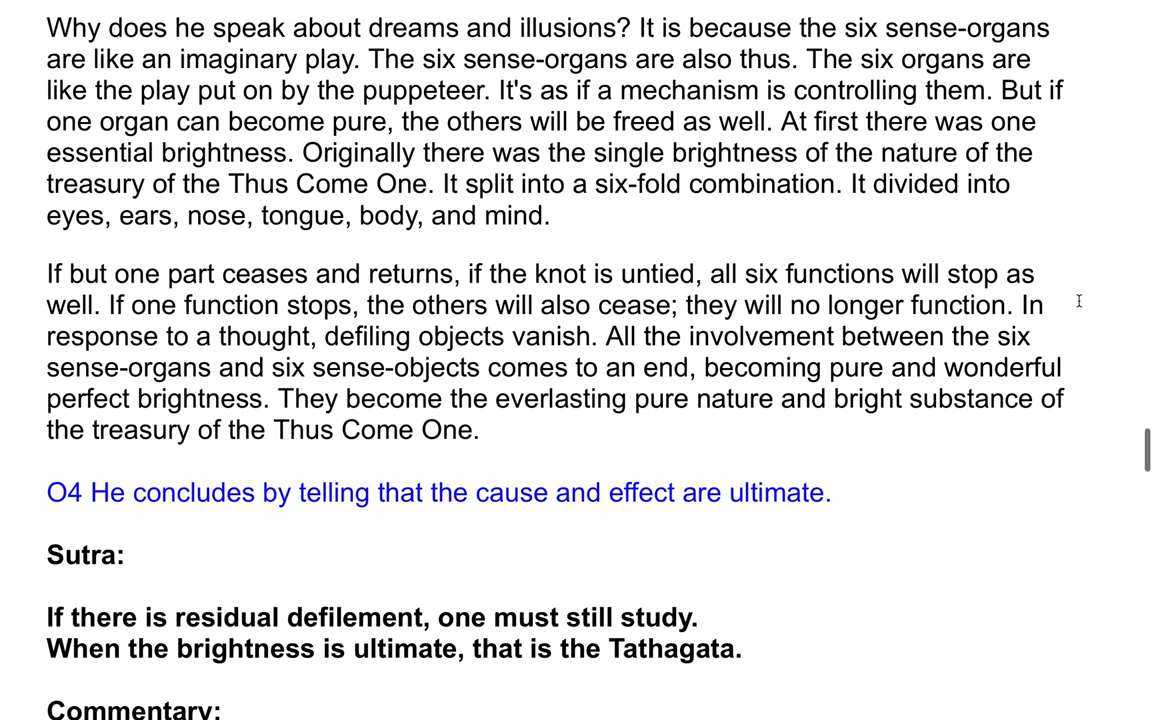 Why does he speak about dreams and illusions? It is because the six sense-organs
are like an imaginary play. The six sense-organs are also thus. The six organs are
like the play put on by the puppeteer. It's as if a mechanism is controlling them. But if
one organ can become pure, the others will be freed as well. At first there was one
essential brightness. Originally there was the single brightness of the nature of the
treasury of the Thus Come One. It split into a six-fold combination. It divided into
eyes, ears, nose, tongue, body, and mind.
If but one part ceases and returns, if the knot is untied, all six functions will stop as
well. If one function stops, the others will also cease; they will no longer function. In
response to a thought, defiling objects vanish. All the involvement between the six
sense-organs and six sense-objects comes to an end, becoming pure and wonderful
perfect brightness. They become the everlasting pure nature and bright substance of
the treasury of the Thus Come One.
O4 He concludes by telling that the cause and effect are ultimate.
Sutra:
If there is residual defilement, one must still study.
When the brightness is ultimate, that is the Tathagata.
Commentary: